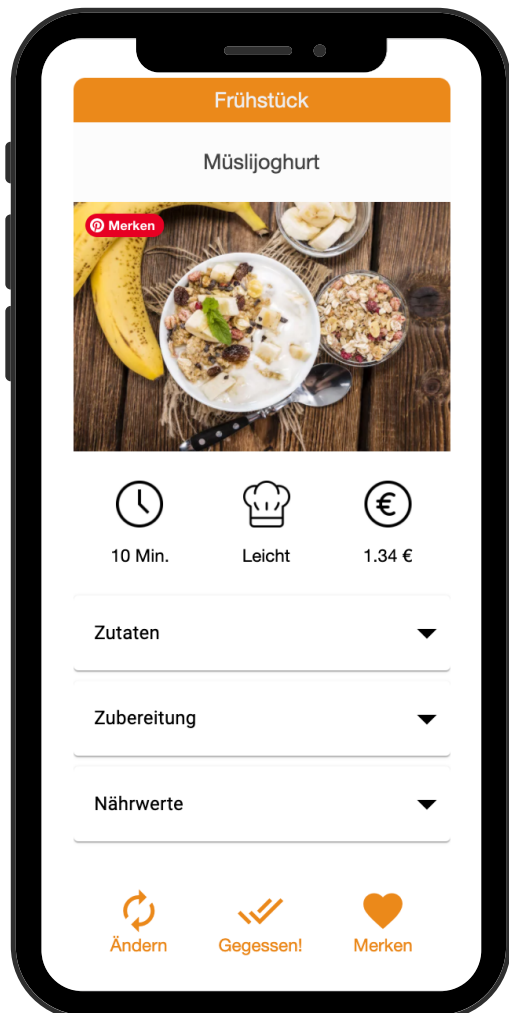 Frühstück
Müslijoghurt
Merken
10 Min.
Leicht
1.34 €
Zutaten
Zubereitung
Nährwerte
Ändern
Gegessen!
Merken